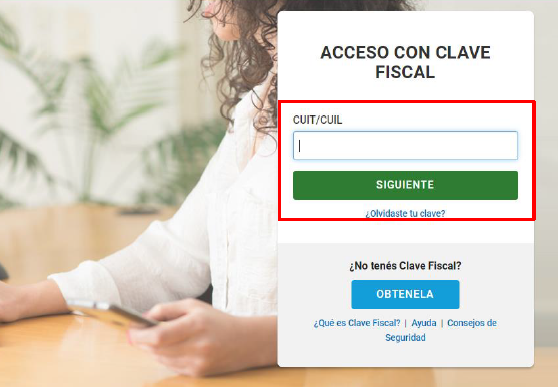 ACCESO CON CLAVE
FISCAL
CUIT/CUIL
SIGUIENTE
¿Olvidaste tu clave?
¿No tenés Clave Fiscal?
OBTENELA
¿Qué es Clave Fiscal? | Ayuda | Consejos de
Seguridad